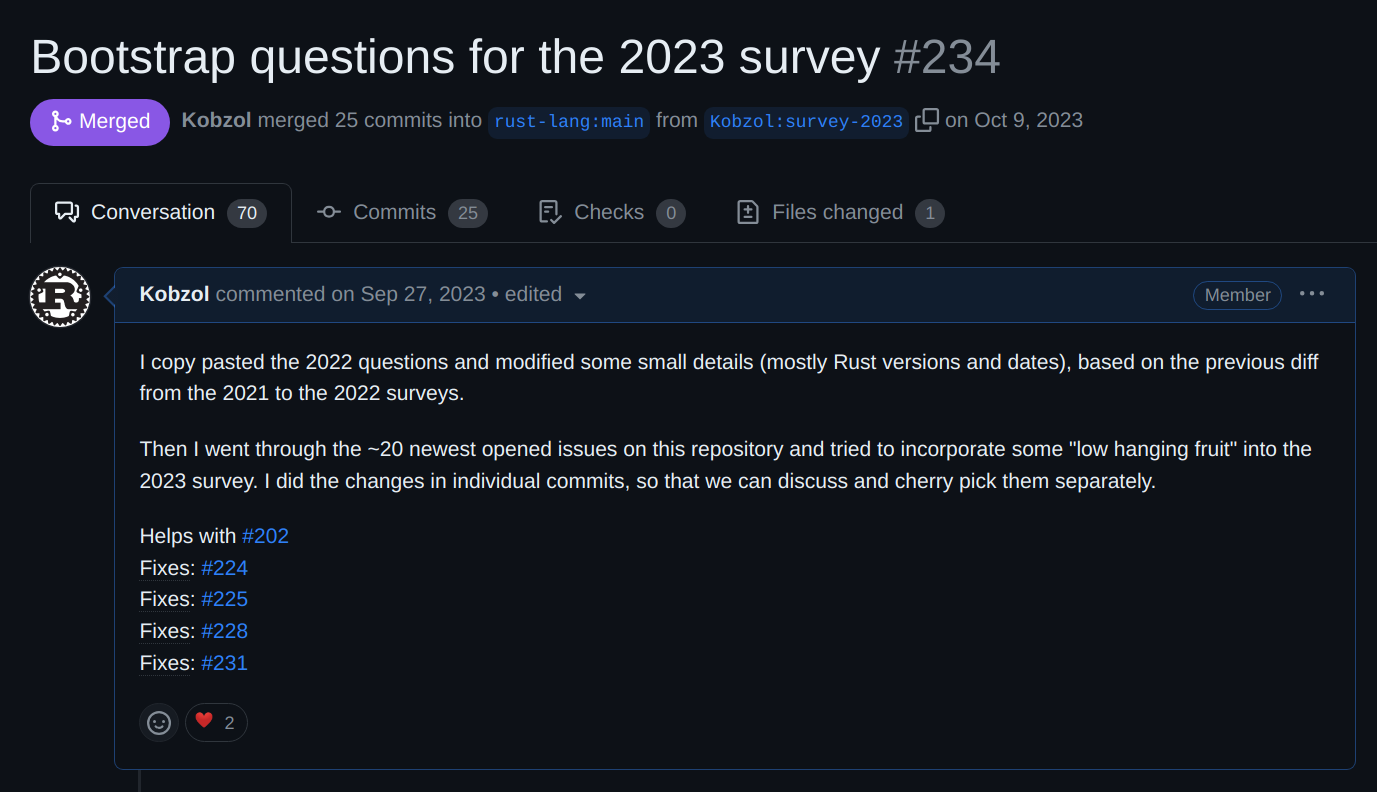 Bootstrap questions for the 2023 survey #234
Merged Kobzol merged 25 commits into rust-lang:main from Kobzol:survey-2023 on Oct 9, 2023
Conversation 70 Commits 25 Checks 0 Files changed 1
R
Kobzol commented on Sep 27, 2023 • edited Member
I copy pasted the 2022 questions and modified some small details (mostly Rust versions and dates), based on the previous diff
from the 2021 to the 2022 surveys.
Then I went through the ~20 newest opened issues on this repository and tried to incorporate some "low hanging fruit" into the
2023 survey. I did the changes in individual commits, so that we can discuss and cherry pick them separately.
Helps with #202
Fixes: #224
Fixes: #225
Fixes: #228
Fixes: #231
2